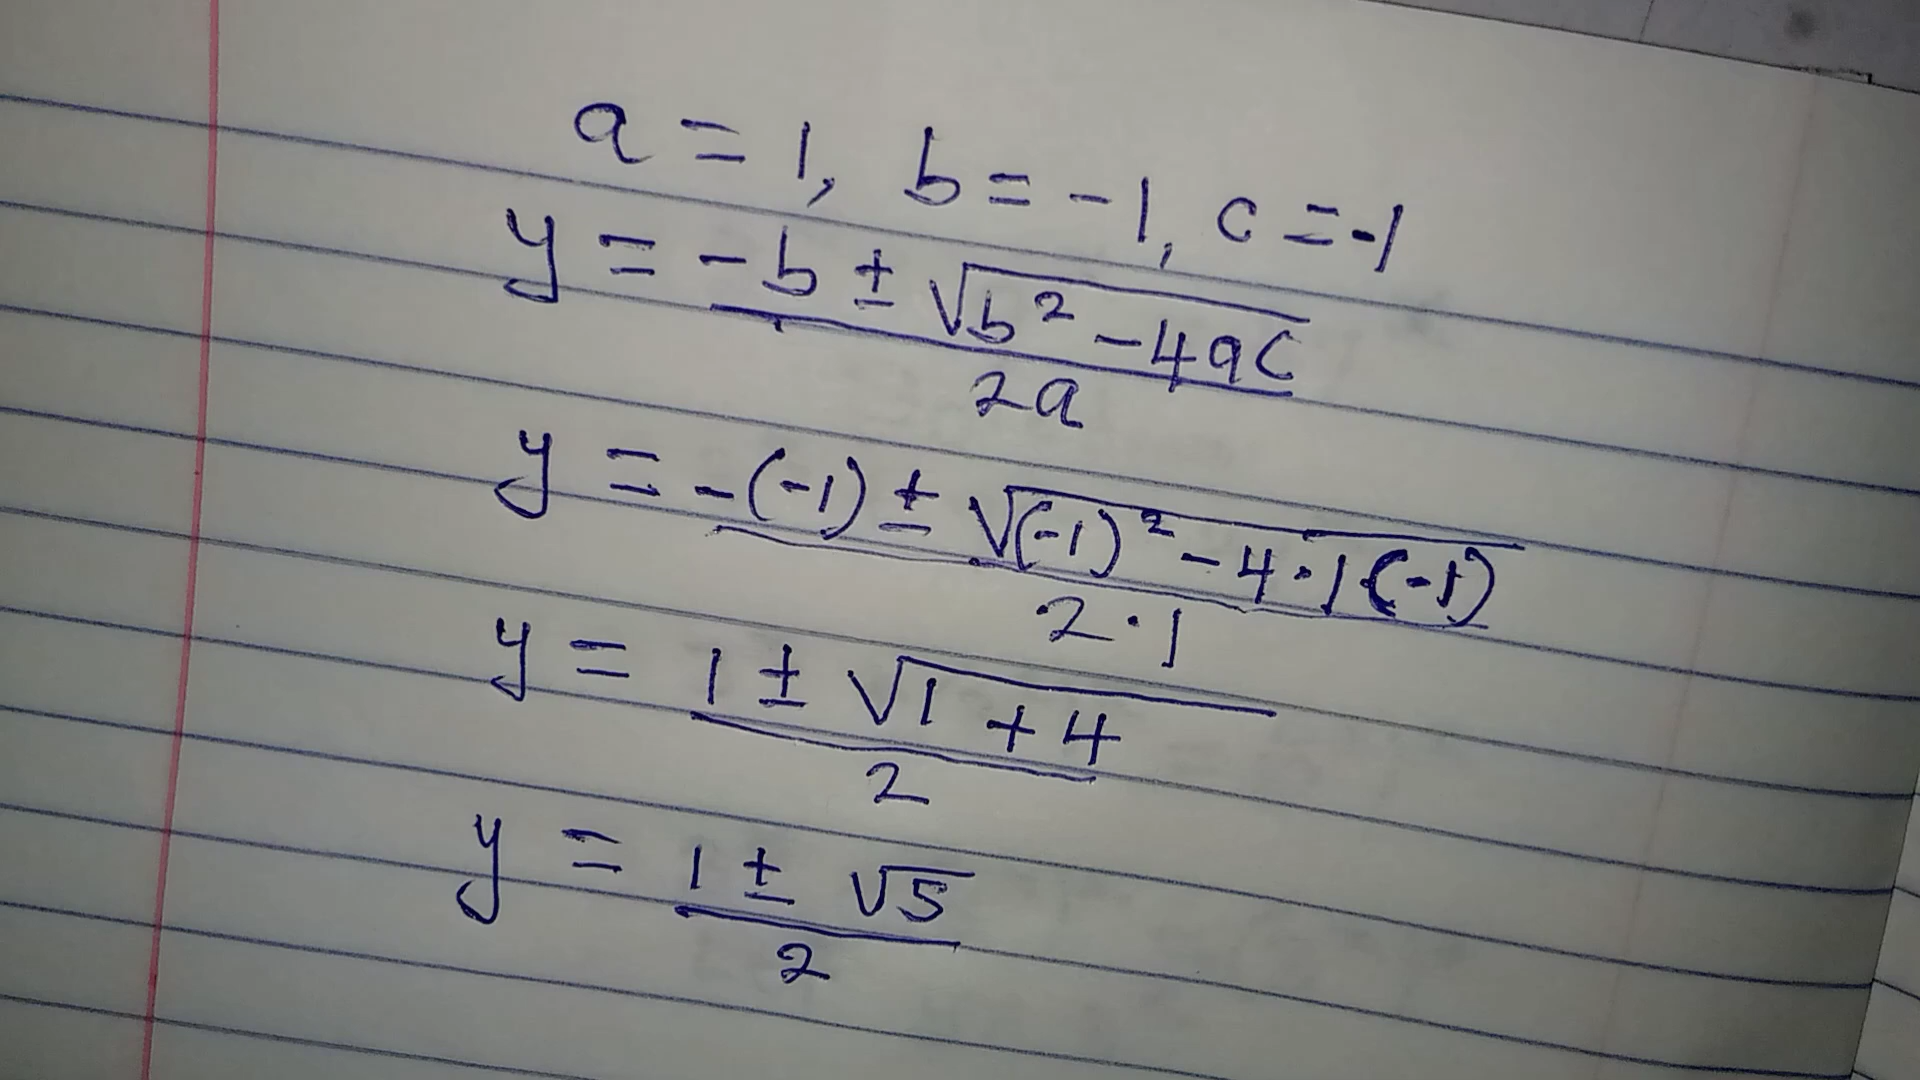 a = 1, b = -1, c = -1
y = (-b ± √(b² - 4ac)) / 2a
y = (-(-1) ± √((-1)² - 4·1(-1))) / 2·1
y = (1 ± √(1 + 4)) / 2
y = (1 ± √5) / 2